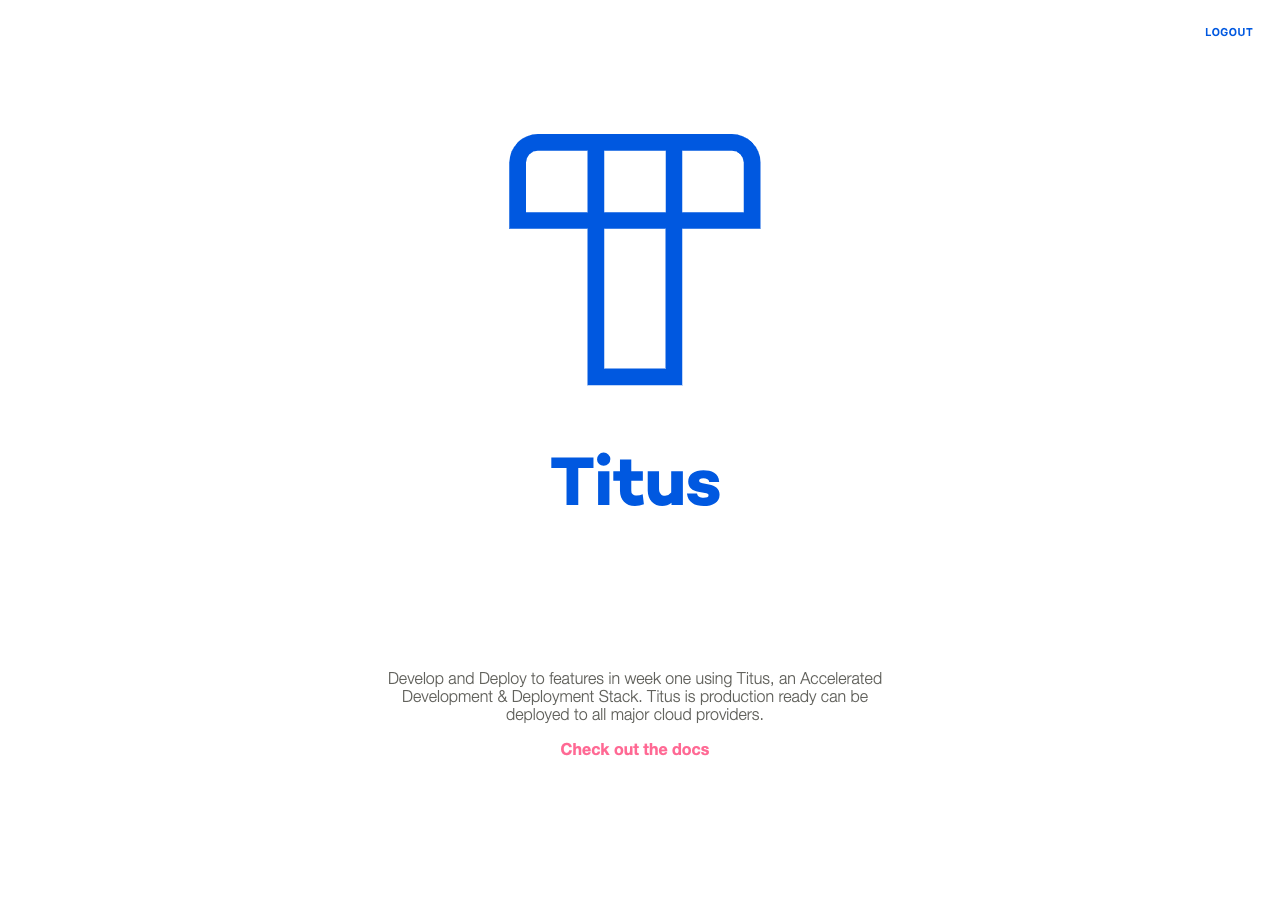 LOGOUT
Titus
Develop and Deploy to features in week one using Titus, an Accelerated
Development & Deployment Stack. Titus is production ready can be
deployed to all major cloud providers.
Check out the docs